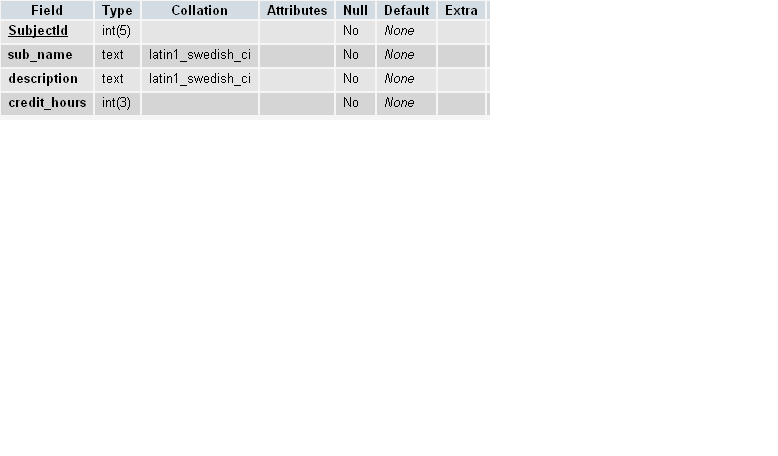 Field Type Collation Attributes Null Default Extra
SubjectId int(5) No None
sub_name text latin1_swedish_ci No None
description text latin1_swedish_ci No None
credit_hours int(3) No None